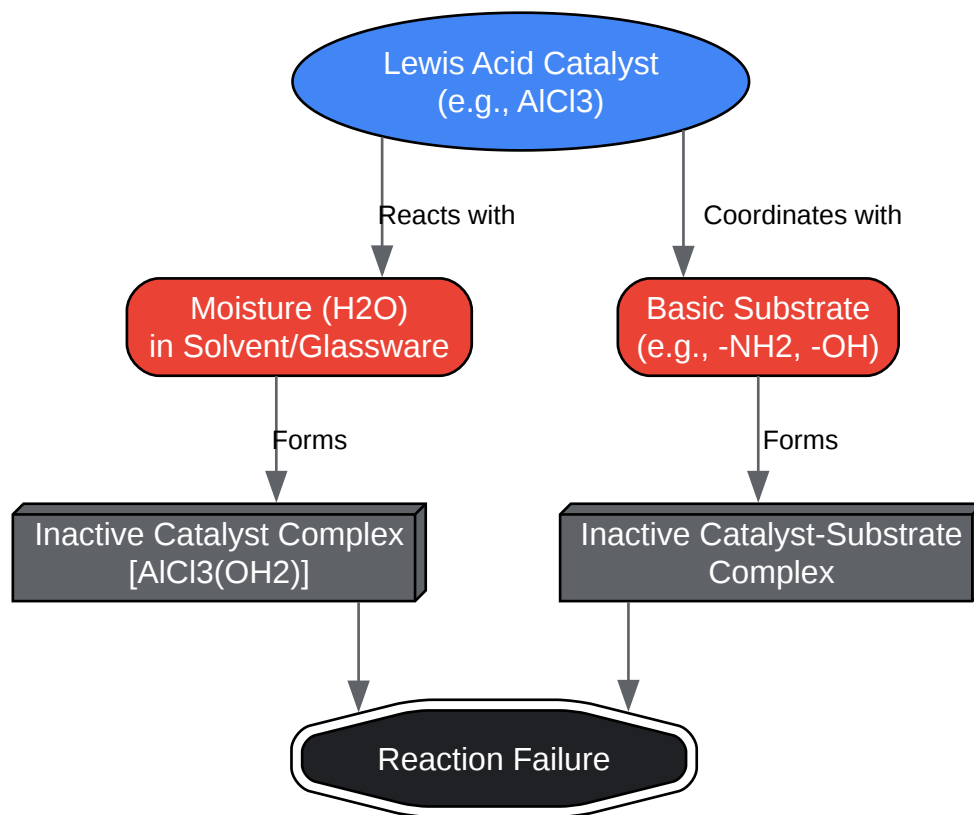 Lewis Acid Catalyst
(e.g., AlCl3)
Reacts with
Coordinates with
Moisture (H2O)
in Solvent/Glassware
Basic Substrate
(e.g., -NH2, -OH)
Forms
Forms
Inactive Catalyst Complex
[AlCl3(OH2)]
Inactive Catalyst-Substrate
Complex
Reaction Failure